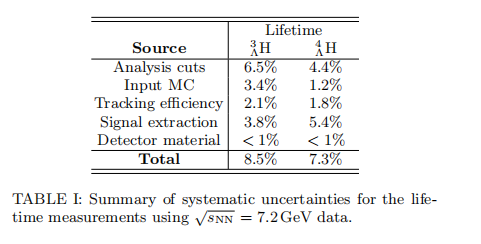 Lifetime
Source ³ΛH ⁴ΛH
Analysis cuts 6.5% 4.4%
Input MC 3.4% 1.2%
Tracking efficiency 2.1% 1.8%
Signal extraction 3.8% 5.4%
Detector material < 1% < 1%
Total 8.5% 7.3%
TABLE I: Summary of systematic uncertainties for the life-
time measurements using √sNN = 7.2 GeV data.